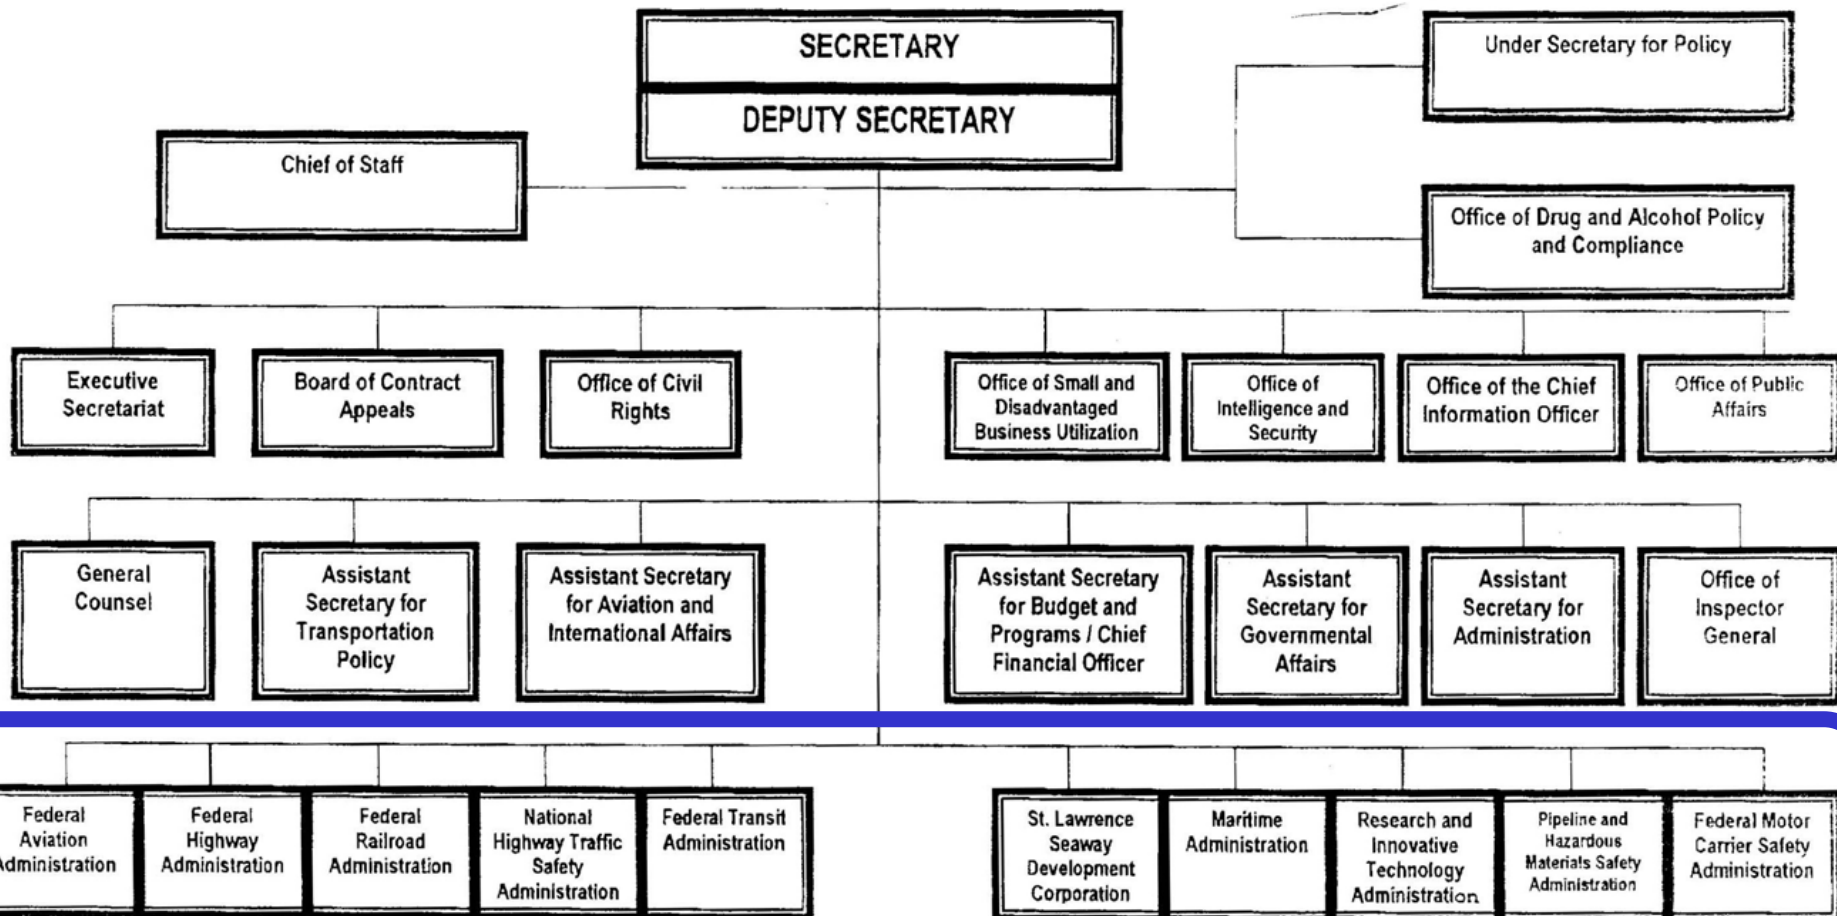 SECRETARY
DEPUTY SECRETARY
Under Secretary for Policy
Chief of Staff
Office of Drug and Alcohol Policy
and Compliance
Executive
Secretariat
Board of Contract
Appeals
Office of Civil
Rights
Office of Small and
Disadvantaged
Business Utilization
Office of
Intelligence and
Security
Office of the Chief
Information Officer
Office of Public
Affairs
General
Counsel
Assistant
Secretary for
Transportation
Policy
Assistant Secretary
for Aviation and
International Affairs
Assistant Secretary
for Budget and
Programs / Chief
Financial Officer
Assistant
Secretary for
Governmental
Affairs
Assistant
Secretary for
Administration
Office of
Inspector
General
Federal
Aviation
Administration
Federal
Highway
Administration
Federal
Railroad
Administration
National
Highway Traffic
Safety
Administration
Federal Transit
Administration
St. Lawrence
Seaway
Development
Corporation
Maritime
Administration
Research and
Innovative
Technology
Administration
Pipeline and
Hazardous
Materials Safety
Administration
Federal Motor
Carrier Safety
Administration